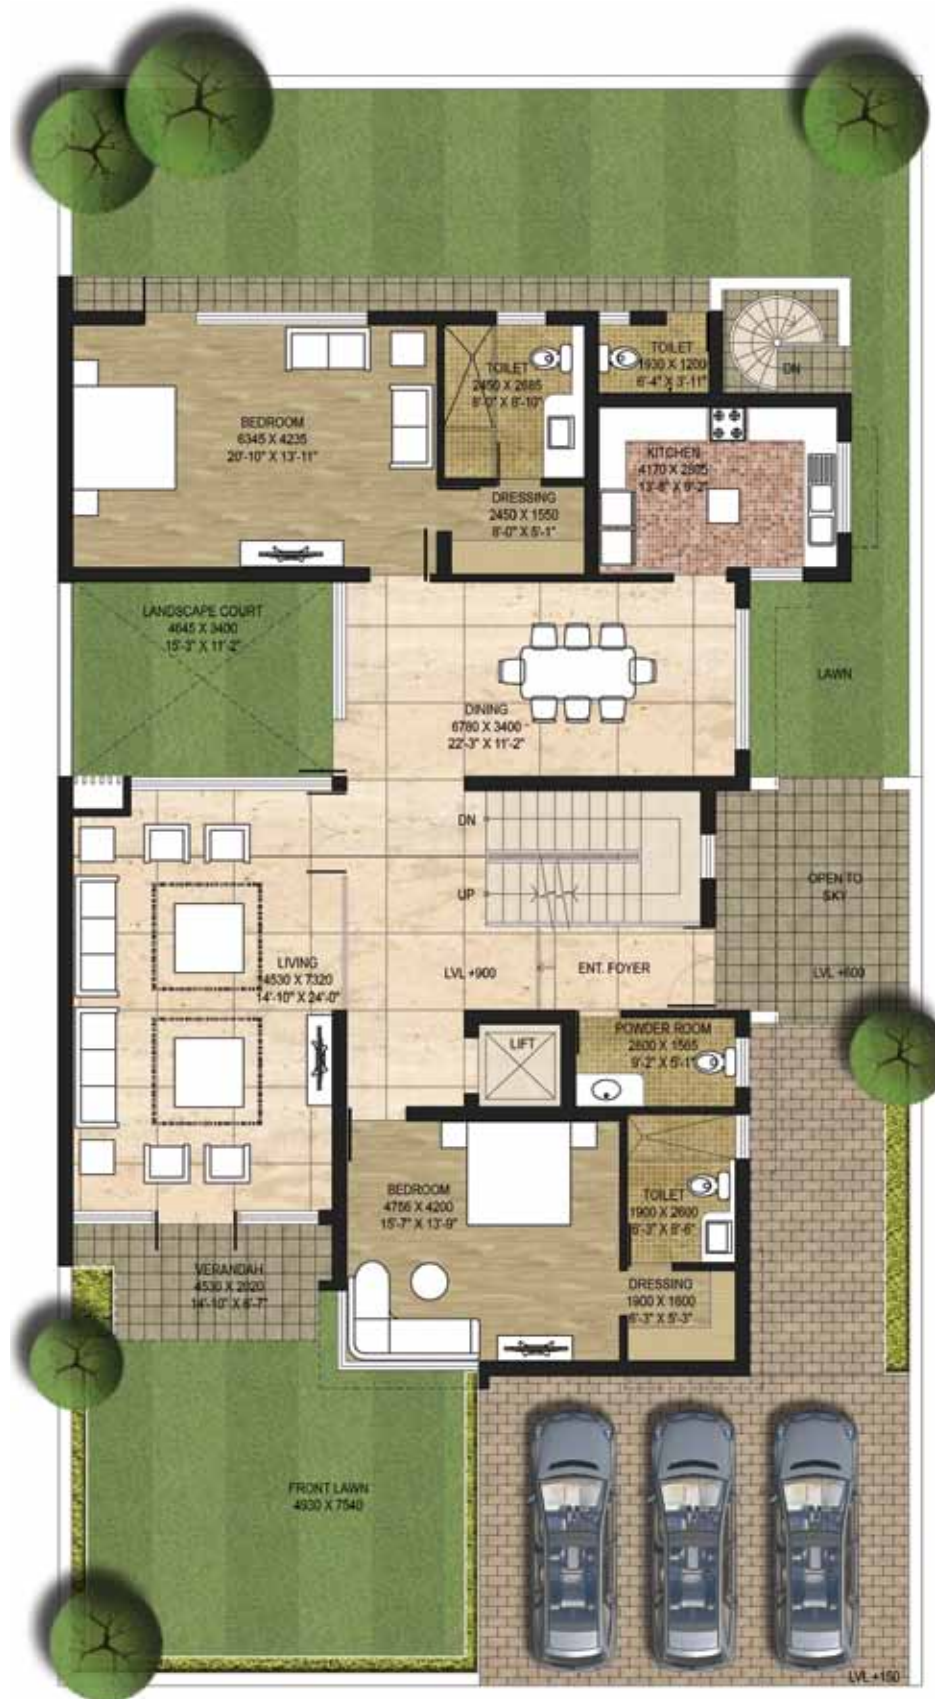 TOILET
1930 X 1200
6'-4" X 3'-11"
DN
TOILET
2450 X 2685
8'-0" X 8'-10"
BEDROOM
6345 X 4235
20'-10" X 13'-11"
KITCHEN
4170 X 2805
13'-8" X 9'-2"
DRESSING
2450 X 1550
8'-0" X 5'-1"
LANDSCAPE COURT
4645 X 3400
15'-3" X 11'-2"
LAWN
DINING
6780 X 3400
22'-3" X 11'-2"
DN
UP
OPEN TO
SKY
LIVING
4530 X 7320
14'-10" X 24'-0"
LVL +900
ENT. FOYER
LVL +600
LIFT
POWDER ROOM
2800 X 1565
9'-2" X 5'-1"
BEDROOM
4756 X 4200
15'-7" X 13'-9"
TOILET
1900 X 2600
6'-3" X 8'-6"
VERANDAH
4530 X 2020
14'-10" X 6'-7"
DRESSING
1900 X 1600
6'-3" X 5'-3"
FRONT LAWN
4930 X 7540
LVL +150